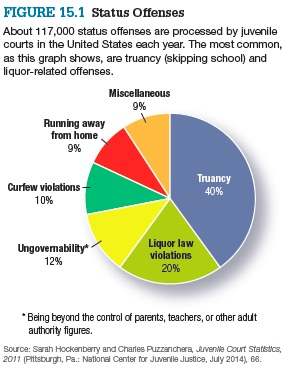 FIGURE 15.1 Status Offenses
About 117,000 status offenses are processed by juvenile
courts in the United States each year. The most common,
as this graph shows, are truancy (skipping school) and
liquor-related offenses.
Miscellaneous
9%
Running away
from home
9%
Curfew violations
10%
Ungovernability*
12%
Truancy
40%
Liquor law
violations
20%
* Being beyond the control of parents, teachers, or other adult
authority figures.
Source: Sarah Hockenberry and Charles Puzzanchera, Juvenile Court Statistics,
2011 (Pittsburgh, Pa.: National Center for Juvenile Justice, July 2014), 66.